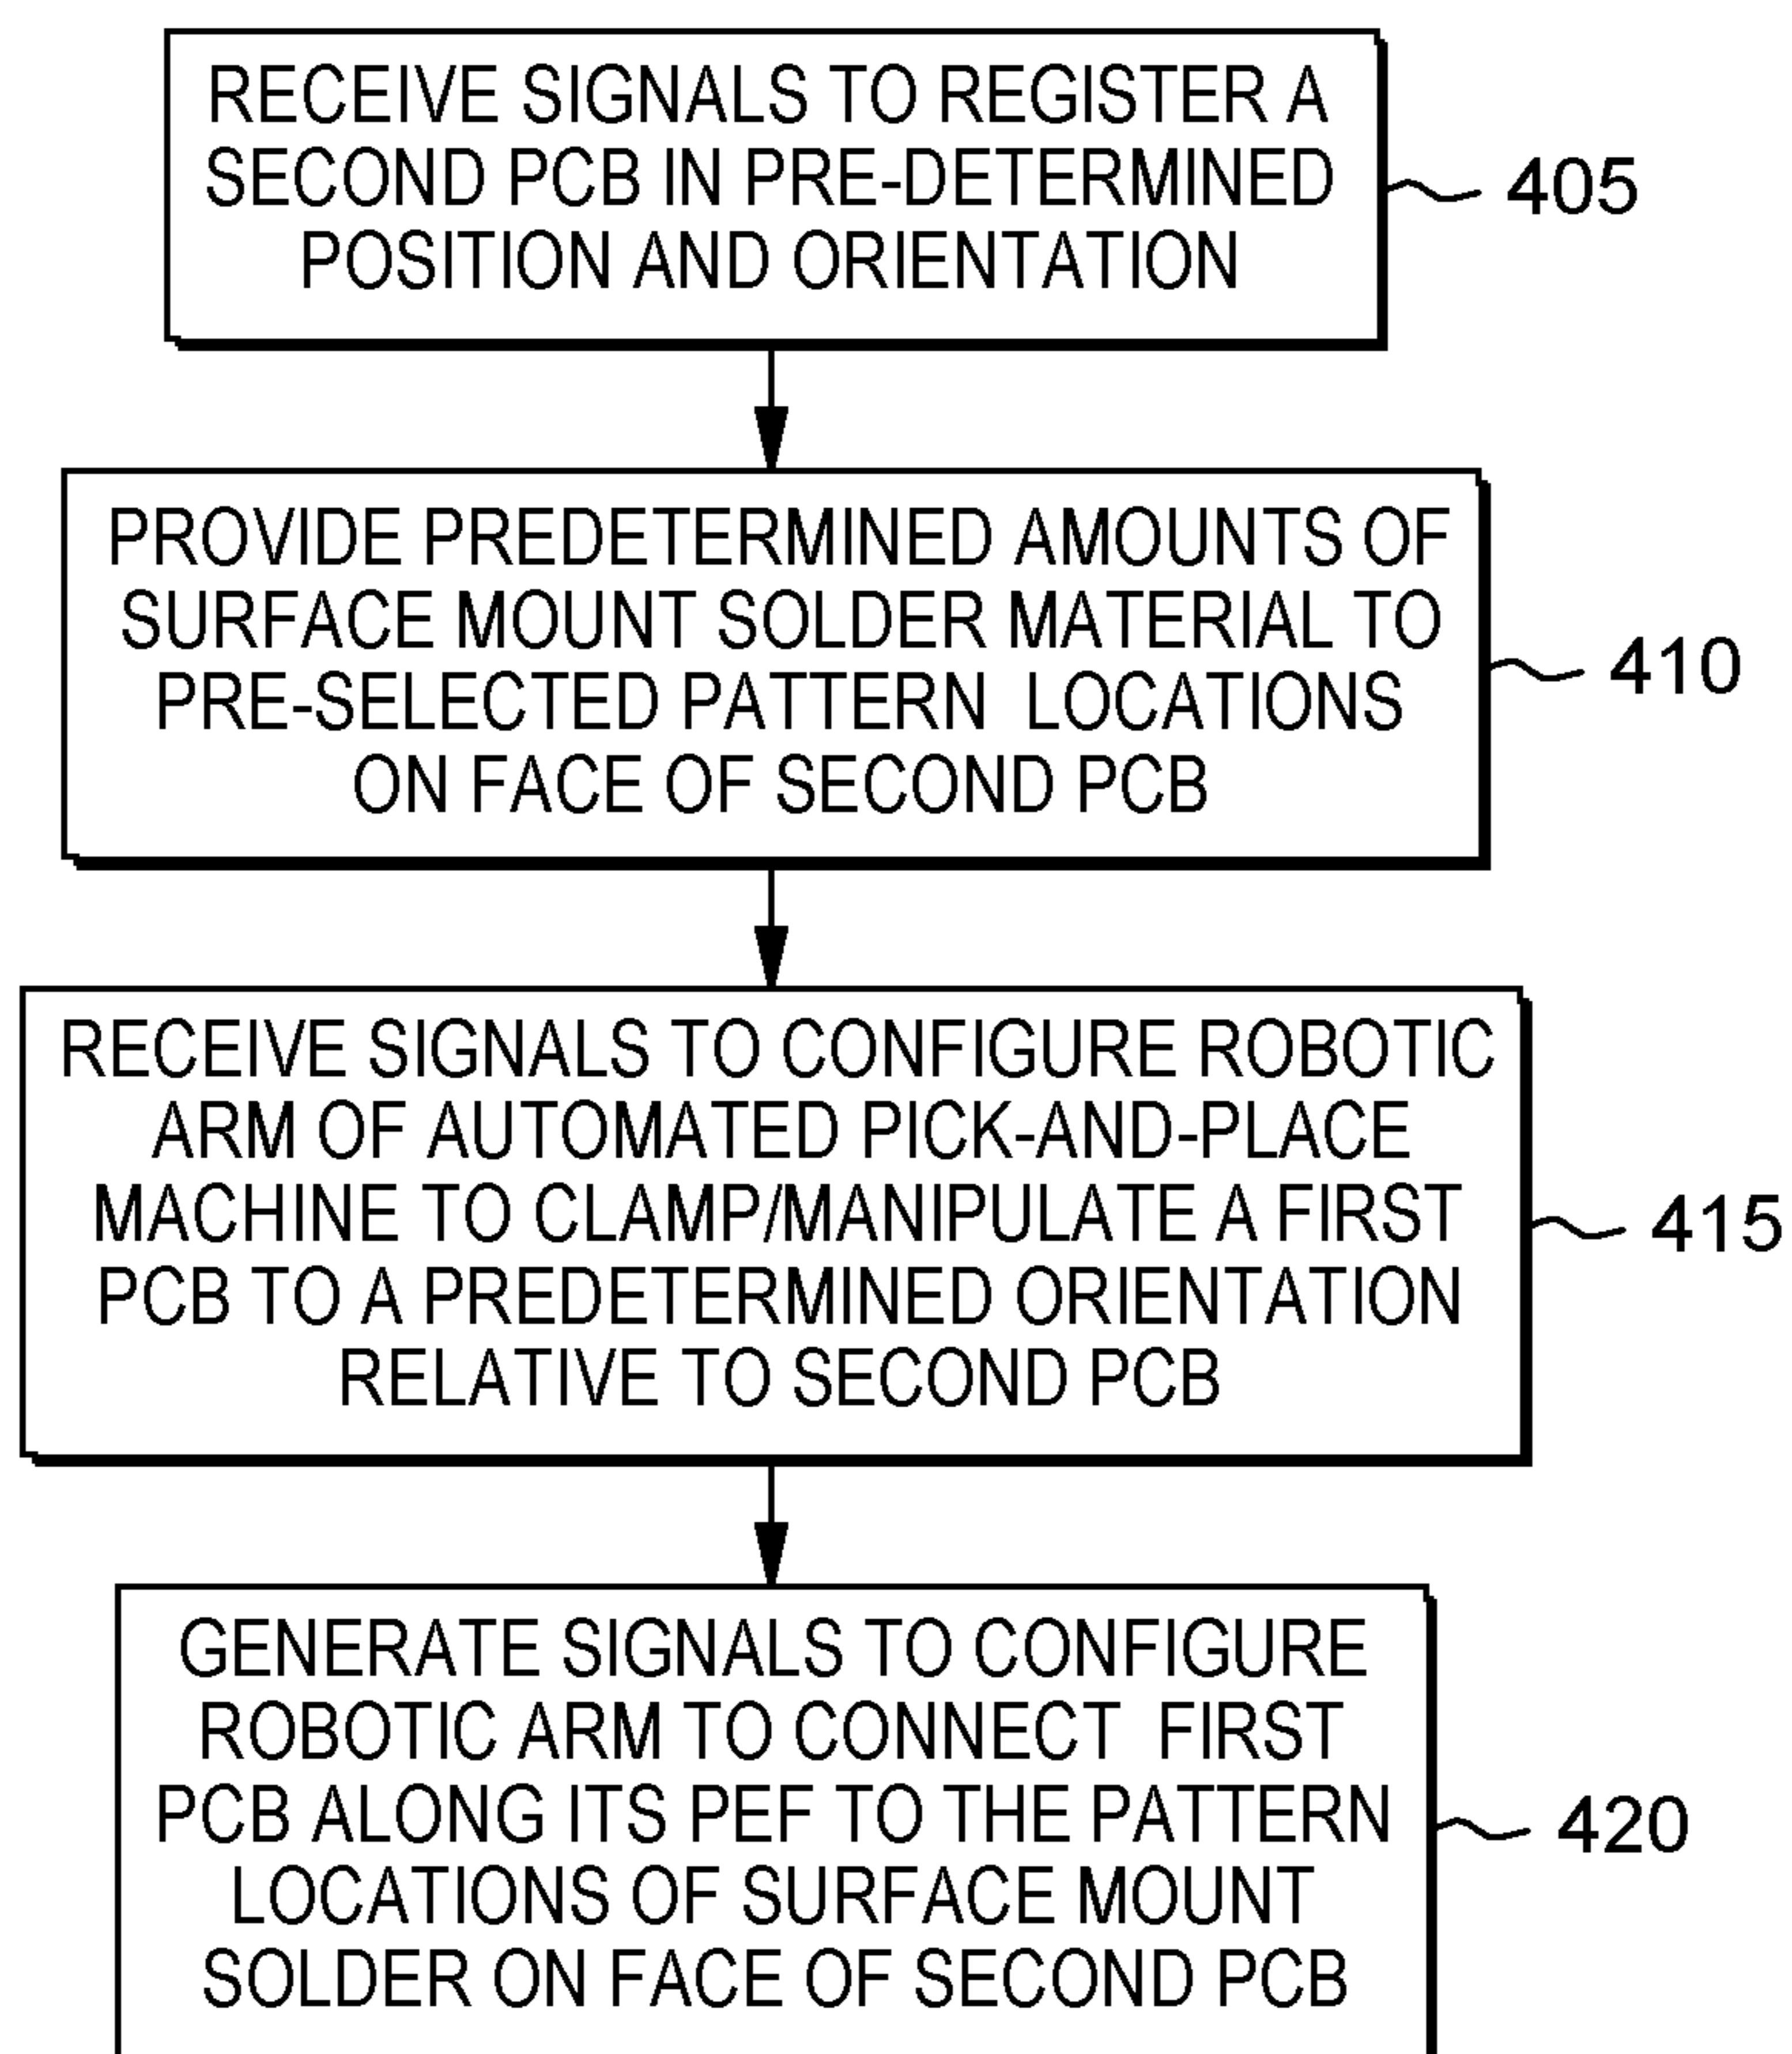 RECEIVE SIGNALS TO REGISTER A
SECOND PCB IN PRE-DETERMINED
POSITION AND ORIENTATION
405
PROVIDE PREDETERMINED AMOUNTS OF
SURFACE MOUNT SOLDER MATERIAL TO
PRE-SELECTED PATTERN LOCATIONS
ON FACE OF SECOND PCB
410
RECEIVE SIGNALS TO CONFIGURE ROBOTIC
ARM OF AUTOMATED PICK-AND-PLACE
MACHINE TO CLAMP/MANIPULATE A FIRST
PCB TO A PREDETERMINED ORIENTATION
RELATIVE TO SECOND PCB
415
GENERATE SIGNALS TO CONFIGURE
ROBOTIC ARM TO CONNECT FIRST
PCB ALONG ITS PEF TO THE PATTERN
LOCATIONS OF SURFACE MOUNT
SOLDER ON FACE OF SECOND PCB
420